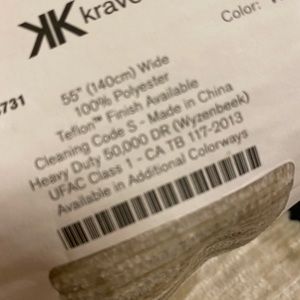 krave
Color:
731
55" (140cm) Wide
100% Polyester
Teflon™ Finish Available
Cleaning Code S - Made in China
Heavy Duty 50,000 DR (Wyzenbeek)
UFAC Class 1 - CA TB 117-2013
Available in Additional Colorways